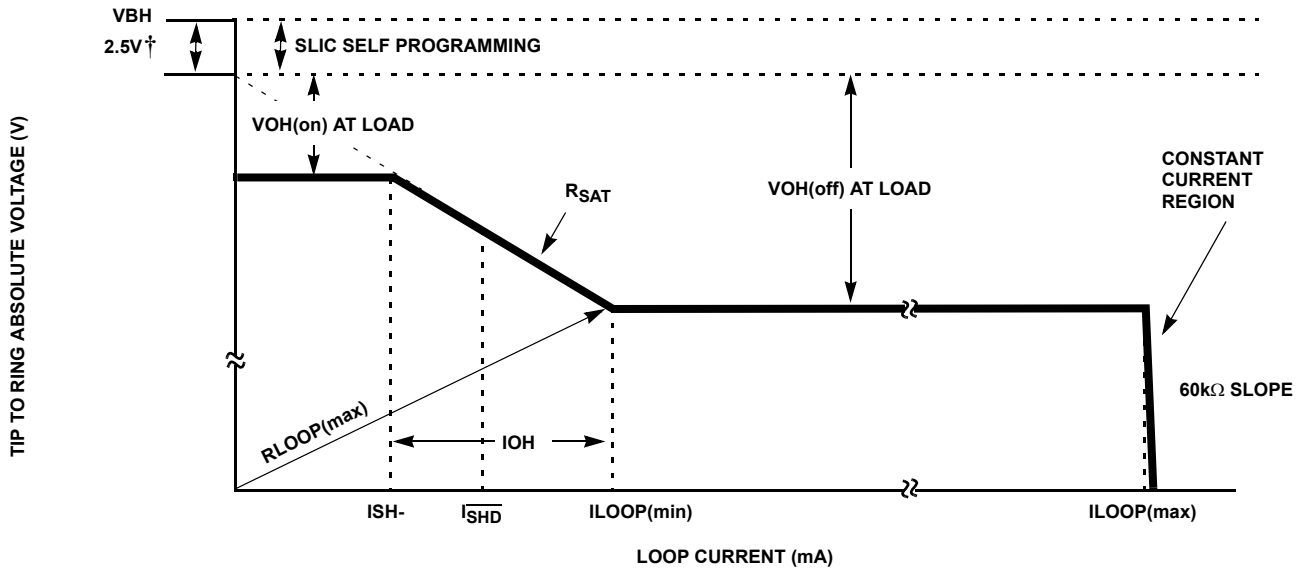 VBH
2.5V†
SLIC SELF PROGRAMMING
VOH(on) AT LOAD
VOH(off) AT LOAD
CONSTANT
CURRENT
REGION
RSAT
TIP TO RING ABSOLUTE VOLTAGE (V)
60kΩ SLOPE
RLOOP(max)
IOH
ISH-
ISHD
ILOOP(min)
ILOOP(max)
LOOP CURRENT (mA)